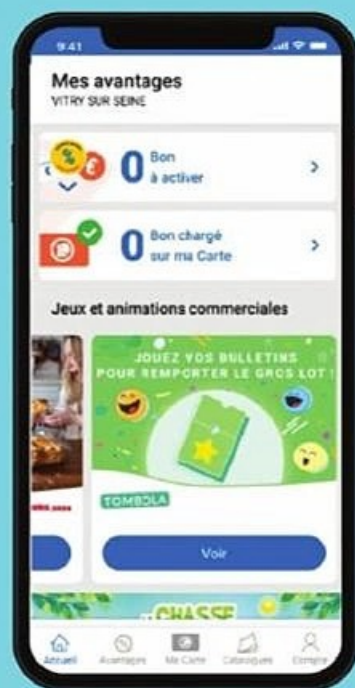 9:41
Mes avantages
VITRY SUR SEINE
0 Bon
à activer
0 Bon chargé
sur ma Carte
Jeux et animations commerciales
JOUEZ VOS BULLETINS
POUR REMPORTER LE GROS LOT !
TOMBOLA
Voir
CHASSE
Accueil Avantages Ma Carte Catalogues Compte